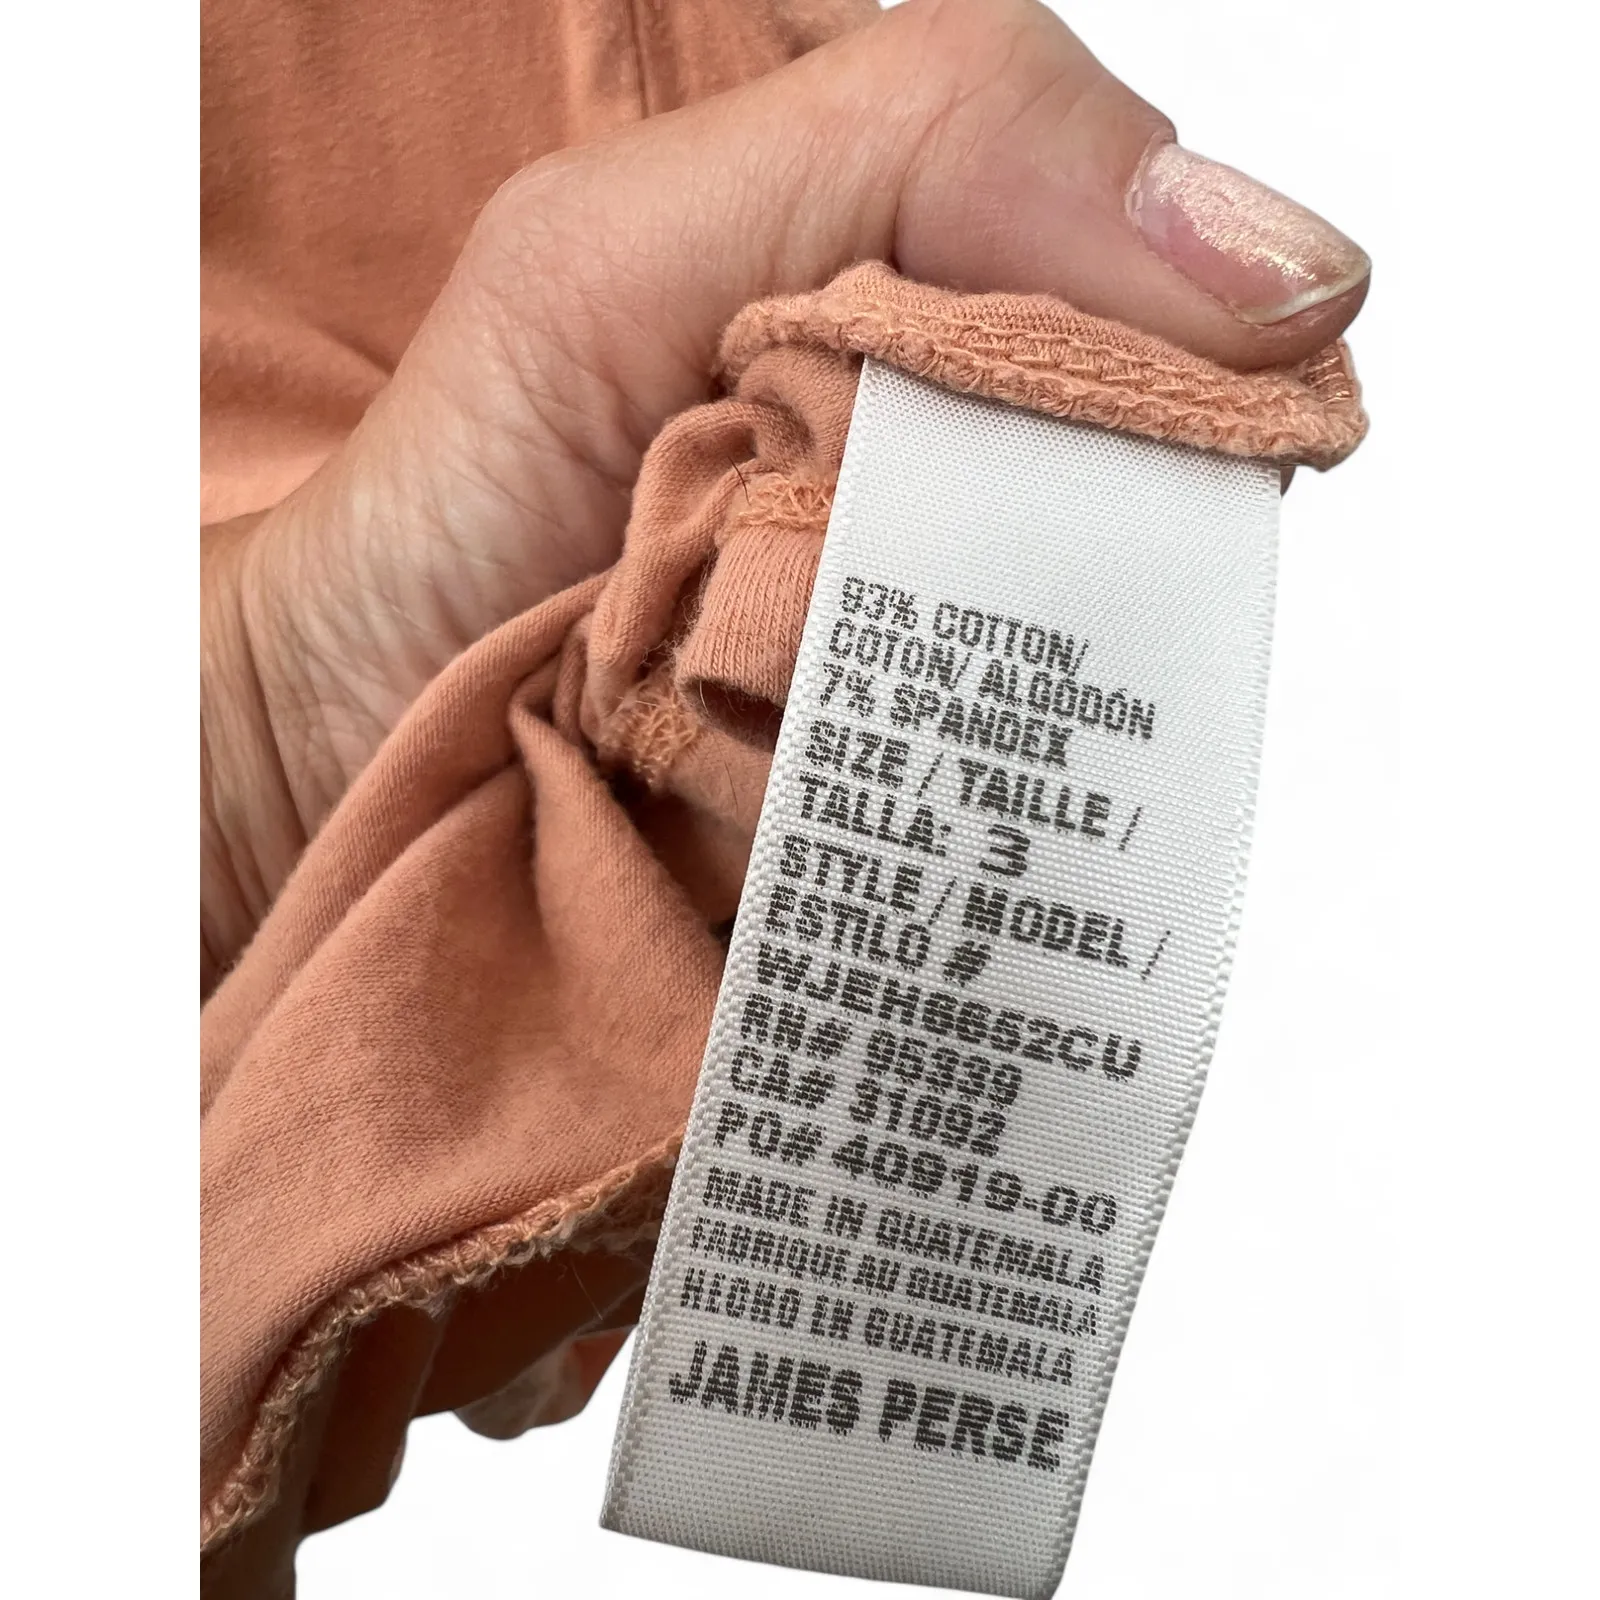 93% COTTON/
COTON/ ALGODÓN
7% SPANDEX
SIZE / TAILLE /
TALLA: 3
STYLE / MODEL /
ESTILO #
WJEH6652CU
RN# 95339
CA# 31092
PO# 40919-00
MADE IN GUATEMALA
FABRIQUE AU GUATEMALA
HECHO EN GUATEMALA
JAMES PERSE